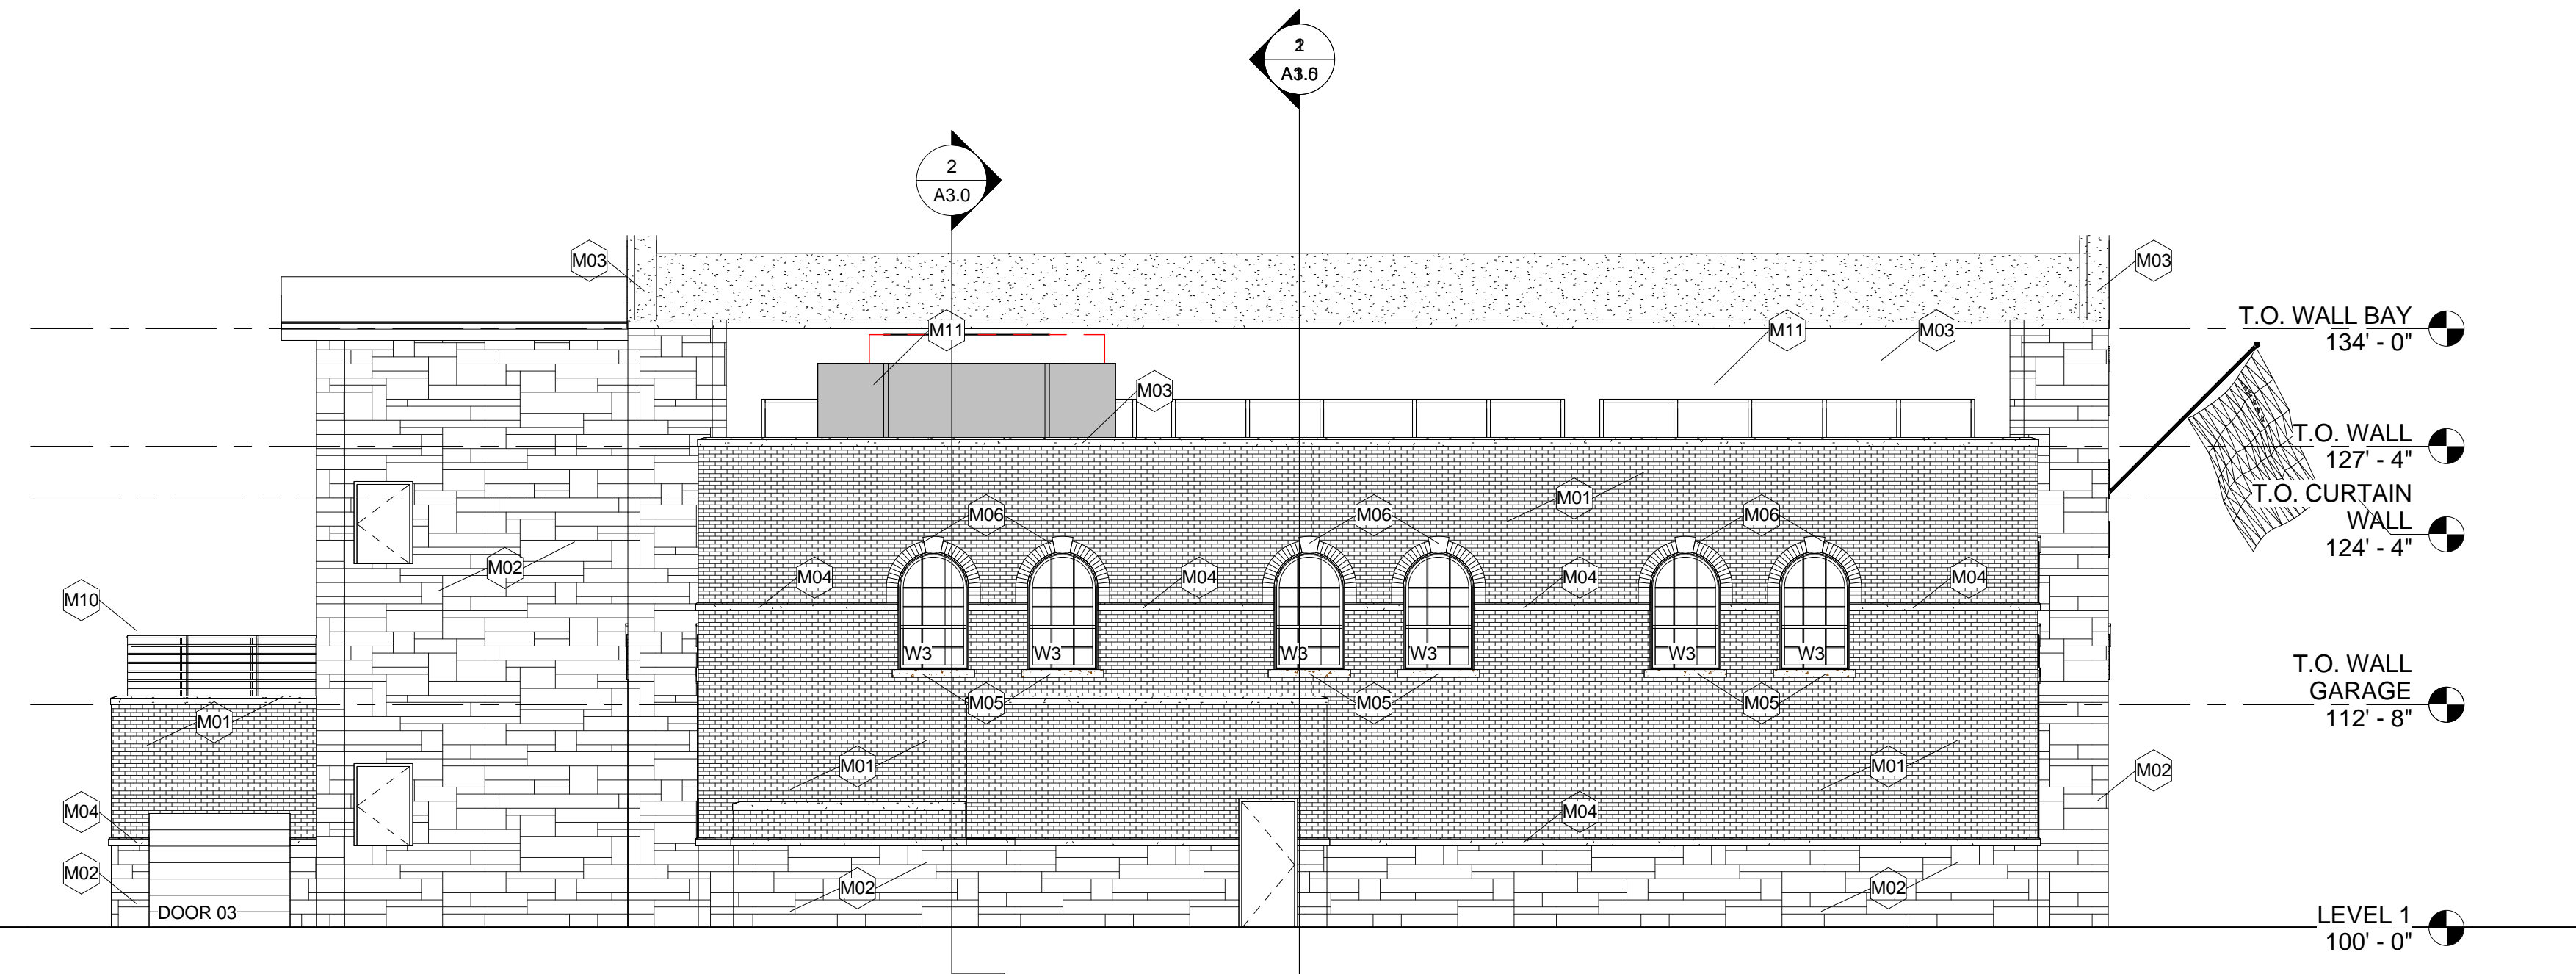 2
A3.0
M03
M03
M11
M11
M03
T.O. WALL BAY
134' - 0"
M03
T.O. WALL
127' - 4"
M01
T.O. CURTAIN
WALL
124' - 4"
M06
M06
M06
M02
M04
M04
M04
M04
M10
W3
W3
W3
W3
W3
W3
T.O. WALL
GARAGE
112' - 8"
M05
M05
M05
M01
M01
M01
M02
M04
M04
M02
M02
M02
DOOR 03
LEVEL 1
100' - 0"